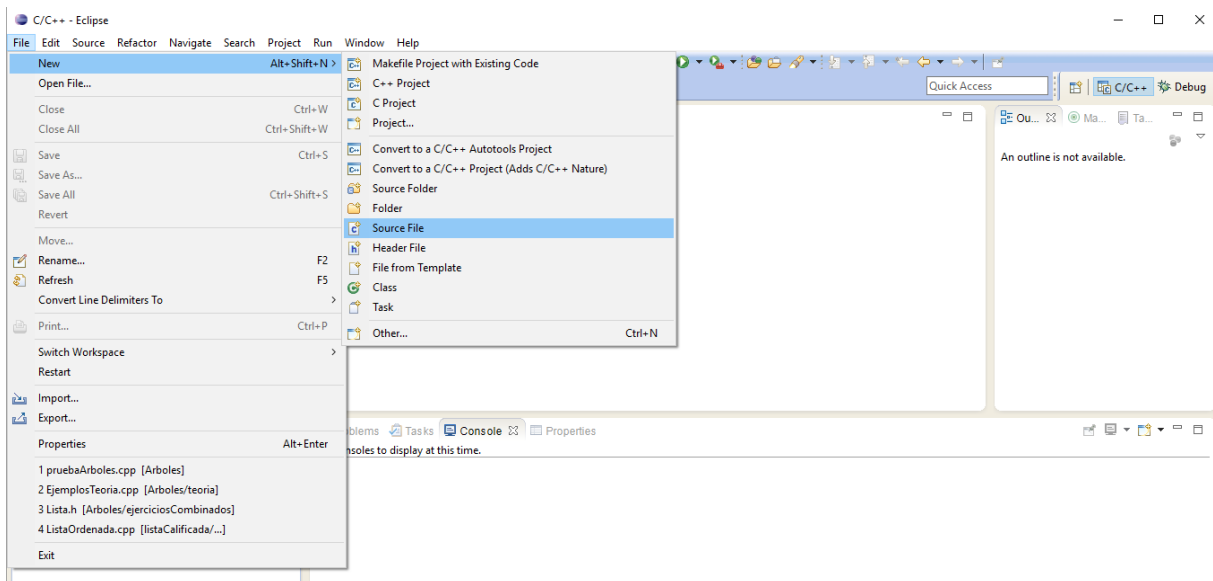 C/C++ - Eclipse
File Edit Source Refactor Navigate Search Project Run Window Help
New Alt+Shift+N >
Open File...
Close Ctrl+W
Close All Ctrl+Shift+W
Save Ctrl+S
Save As...
Save All Ctrl+Shift+S
Revert
Move...
Rename... F2
Refresh F5
Convert Line Delimiters To >
Print... Ctrl+P
Switch Workspace >
Restart
Import...
Export...
Properties Alt+Enter
1 pruebaArboles.cpp [Arboles]
2 EjemplosTeoria.cpp [Arboles/teoria]
3 Lista.h [Arboles/ejerciciosCombinados]
4 ListaOrdenada.cpp [listaCalificada/...]
Exit
Makefile Project with Existing Code
C++ Project
C Project
Project...
Convert to a C/C++ Autotools Project
Convert to a C/C++ Project (Adds C/C++ Nature)
Source Folder
Folder
Source File
Header File
File from Template
Class
Task
Other... Ctrl+N
Quick Access
C/C++ Debug
Ou... Ma... Ta...
An outline is not available.
blems Tasks Console Properties
nsoles to display at this time.